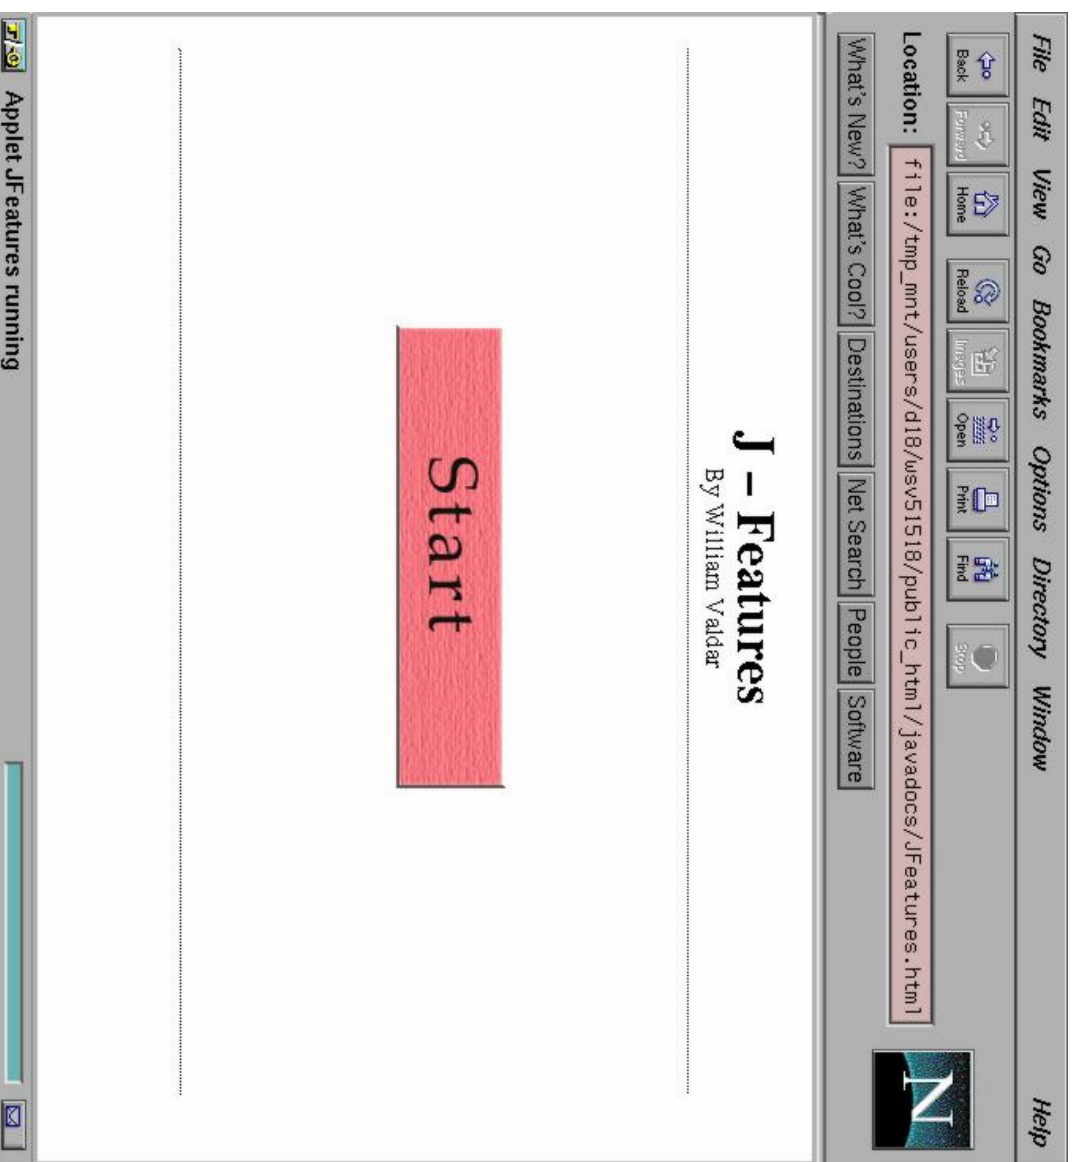 File Edit View Go Bookmarks Options Directory Window Help
Back Forward Home Reload Images Open Print Find Stop
Location: file:/tmp_mnt/users/d18/wsv51518/public_html/javadocs/JFeatures.html
N
What's New? What's Cool? Destinations Net Search People Software
J – Features
By William Valdar
Start
Applet JFeatures running